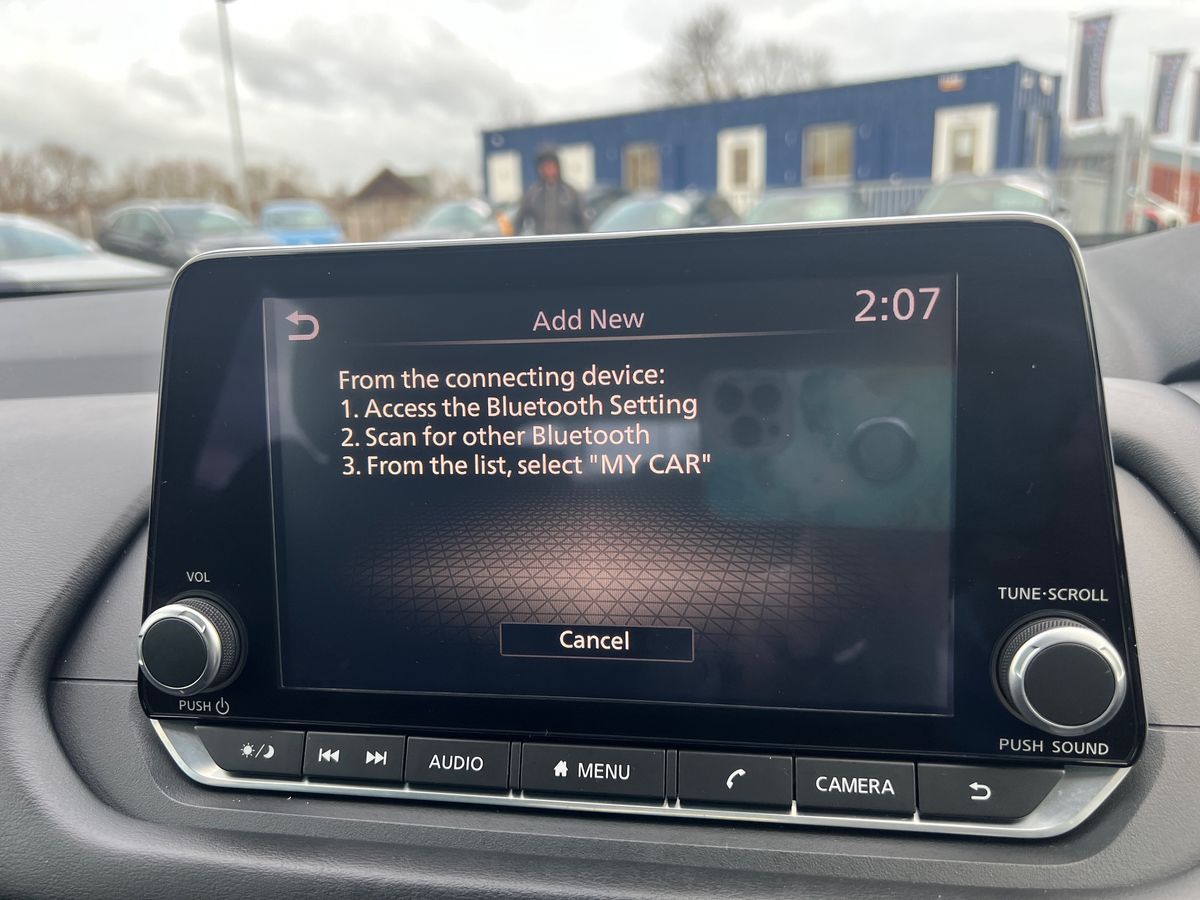 Add New
2:07
From the connecting device:
1. Access the Bluetooth Setting
2. Scan for other Bluetooth
3. From the list, select "MY CAR"
Cancel
VOL
PUSH
TUNE·SCROLL
PUSH SOUND
AUDIO
MENU
CAMERA